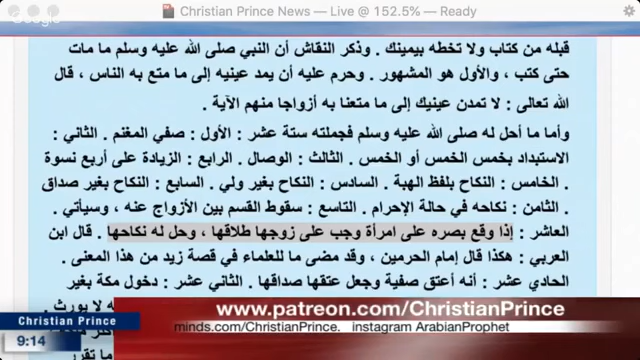 Christian Prince News — Live @ 152.5% — Ready
قبله من كتاب ولا تخطه بيمينك . وذكر النقاش أن النبي صلى الله عليه وسلم ما مات
حتى كتب ، والأول هو المشهور . وحرم عليه أن يمد عينيه إلى ما متع به الناس ، قال
الله تعالى : لا تمدن عينيك إلى ما متعنا به أزواجا منهم الآية .
وأما ما أحل له صلى الله عليه وسلم فجملته ستة عشر : الأول : صفي المغنم . الثاني :
الاستبداد بخمس الخمس أو الخمس . الثالث : الوصال . الرابع : الزيادة على أربع نسوة
. الخامس : النكاح بلفظ الهبة . السادس : النكاح بغير ولي . السابع : النكاح بغير صداق
. الثامن : نكاحه في حالة الإحرام . التاسع : سقوط القسم بين الأزواج عنه ، وسيأتي .
العاشر : إذا وقع بصره على امرأة وجب على زوجها طلاقها ، وحل له نكاحها . قال ابن
العربي : هكذا قال إمام الحرمين ، وقد مضى ما للعلماء في قصة زيد من هذا المعنى .
الحادي عشر : أنه أعتق صفية وجعل عتقها صداقها . الثاني عشر : دخول مكة بغير
له لا يورث .
ما تقرر
www.patreon.com/ChristianPrince
minds.com/ChristianPrince. instagram ArabianProphet
Christian Prince
9:14